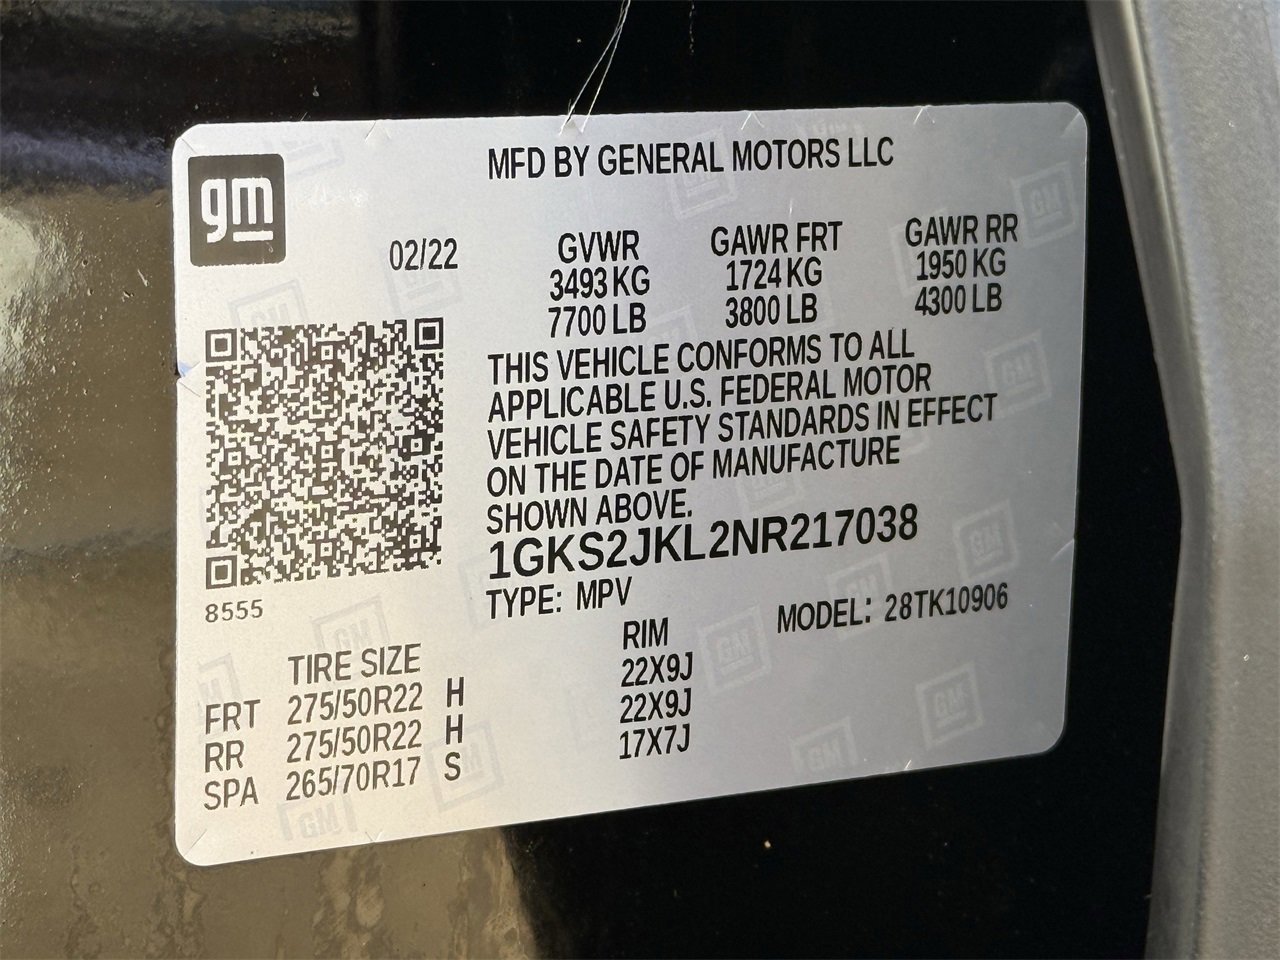 gm
MFD BY GENERAL MOTORS LLC
02/22
GVWR GAWR FRT GAWR RR
3493 KG 1724 KG 1950 KG
7700 LB 3800 LB 4300 LB
THIS VEHICLE CONFORMS TO ALL
APPLICABLE U.S. FEDERAL MOTOR
VEHICLE SAFETY STANDARDS IN EFFECT
ON THE DATE OF MANUFACTURE
SHOWN ABOVE.
1GKS2JKL2NR217038
8555
TYPE: MPV MODEL: 28TK10906
TIRE SIZE RIM
FRT 275/50R22 H 22X9J
RR 275/50R22 H 22X9J
SPA 265/70R17 S 17X7J